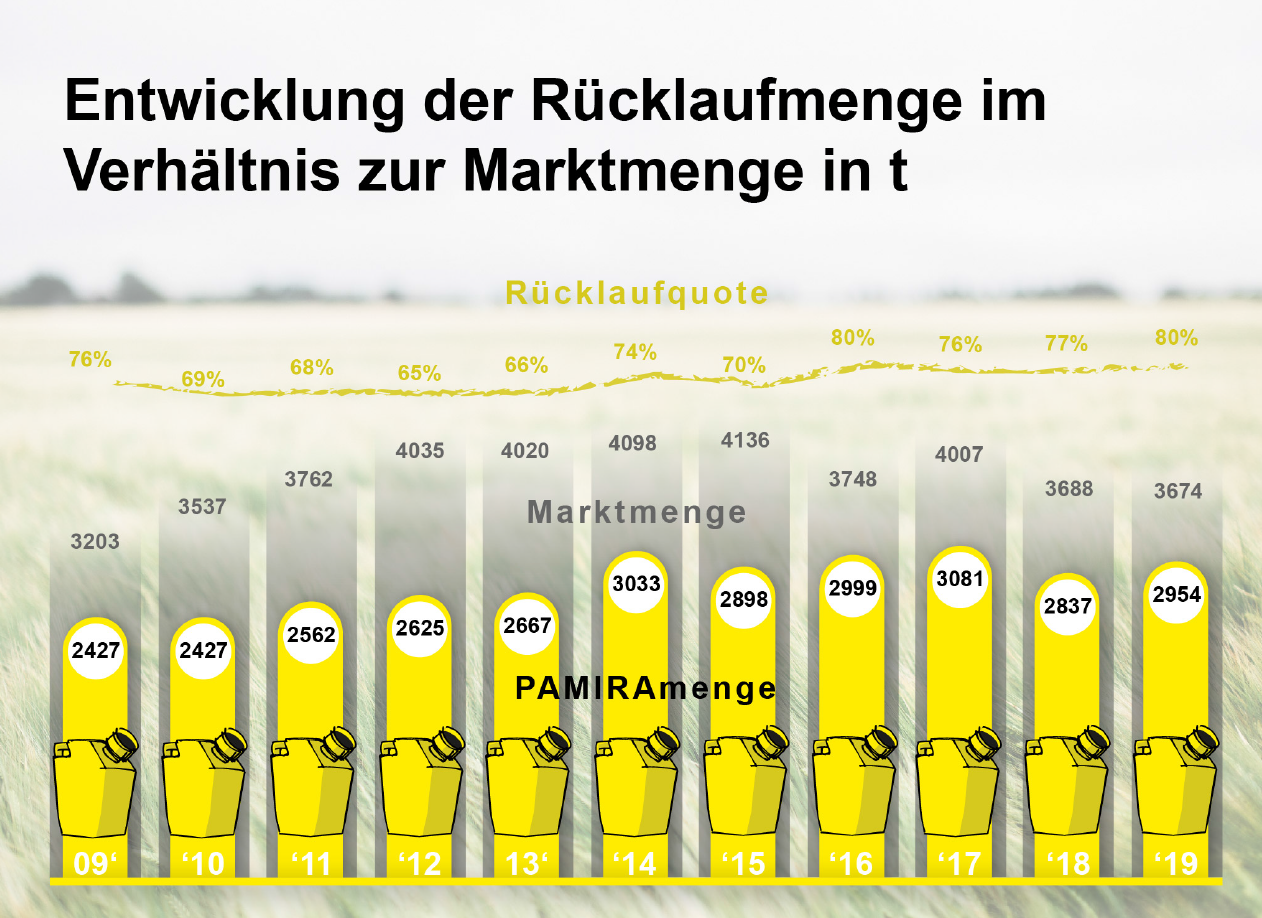 Entwicklung der Rücklaufmenge im
Verhältnis zur Marktmenge in t
Rücklaufquote
76% 69% 68% 65% 66% 74% 70% 80% 76% 77% 80%
3203 3537 3762 4035 4020 4098 4136 3748 4007 3688 3674
Marktmenge
2427 2427 2562 2625 2667 3033 2898 2999 3081 2837 2954
PAMIRAmenge
09‘ ‘10 ‘11 ‘12 13‘ ‘14 ‘15 ‘16 ‘17 ‘18 ‘19